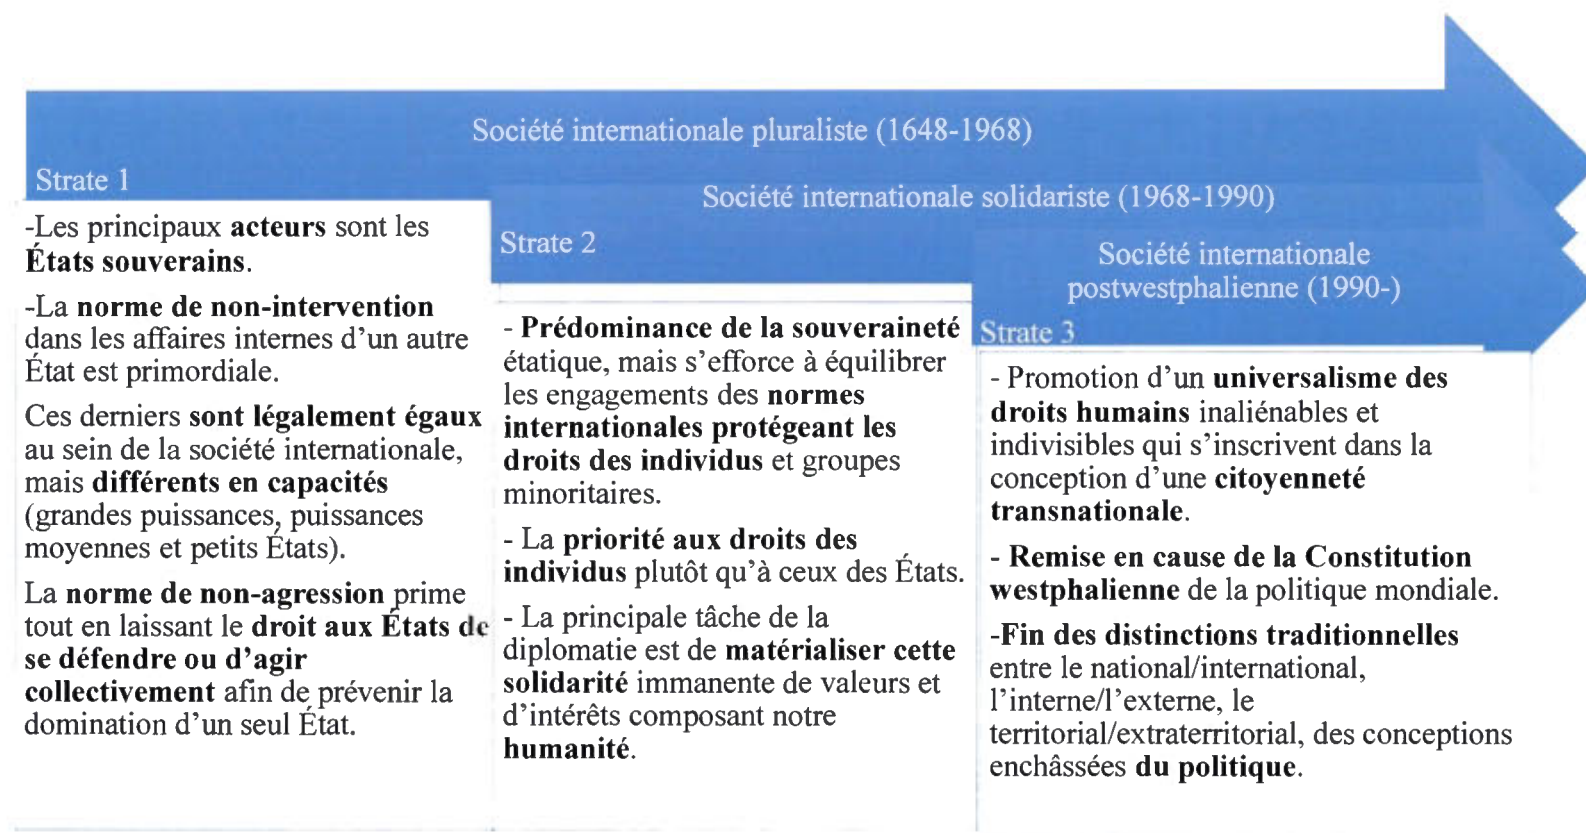 Société internationale pluraliste (1648-1968)
Strate 1
-Les principaux acteurs sont les
États souverains.
-La norme de non-intervention
dans les affaires internes d’un autre
État est primordiale.
Ces derniers sont légalement égaux
au sein de la société internationale,
mais différents en capacités
(grandes puissances, puissances
moyennes et petits États).
La norme de non-agression prime
tout en laissant le droit aux États de
se défendre ou d’agir
collectivement afin de prévenir la
domination d’un seul État.
Société internationale solidariste (1968-1990)
Strate 2
- Prédominance de la souveraineté
étatique, mais s’efforce à équilibrer
les engagements des normes
internationales protégeant les
droits des individus et groupes
minoritaires.
- La priorité aux droits des
individus plutôt qu’à ceux des États.
- La principale tâche de la
diplomatie est de matérialiser cette
solidarité immanente de valeurs et
d’intérêts composant notre
humanité.
Société internationale
postwestphalienne (1990-)
Strate 3
- Promotion d’un universalisme des
droits humains inaliénables et
indivisibles qui s’inscrivent dans la
conception d’une citoyenneté
transnationale.
- Remise en cause de la Constitution
westphalienne de la politique mondiale.
-Fin des distinctions traditionnelles
entre le national/international,
l’interne/l’externe, le
territorial/extraterritorial, des conceptions
enchâssées du politique.